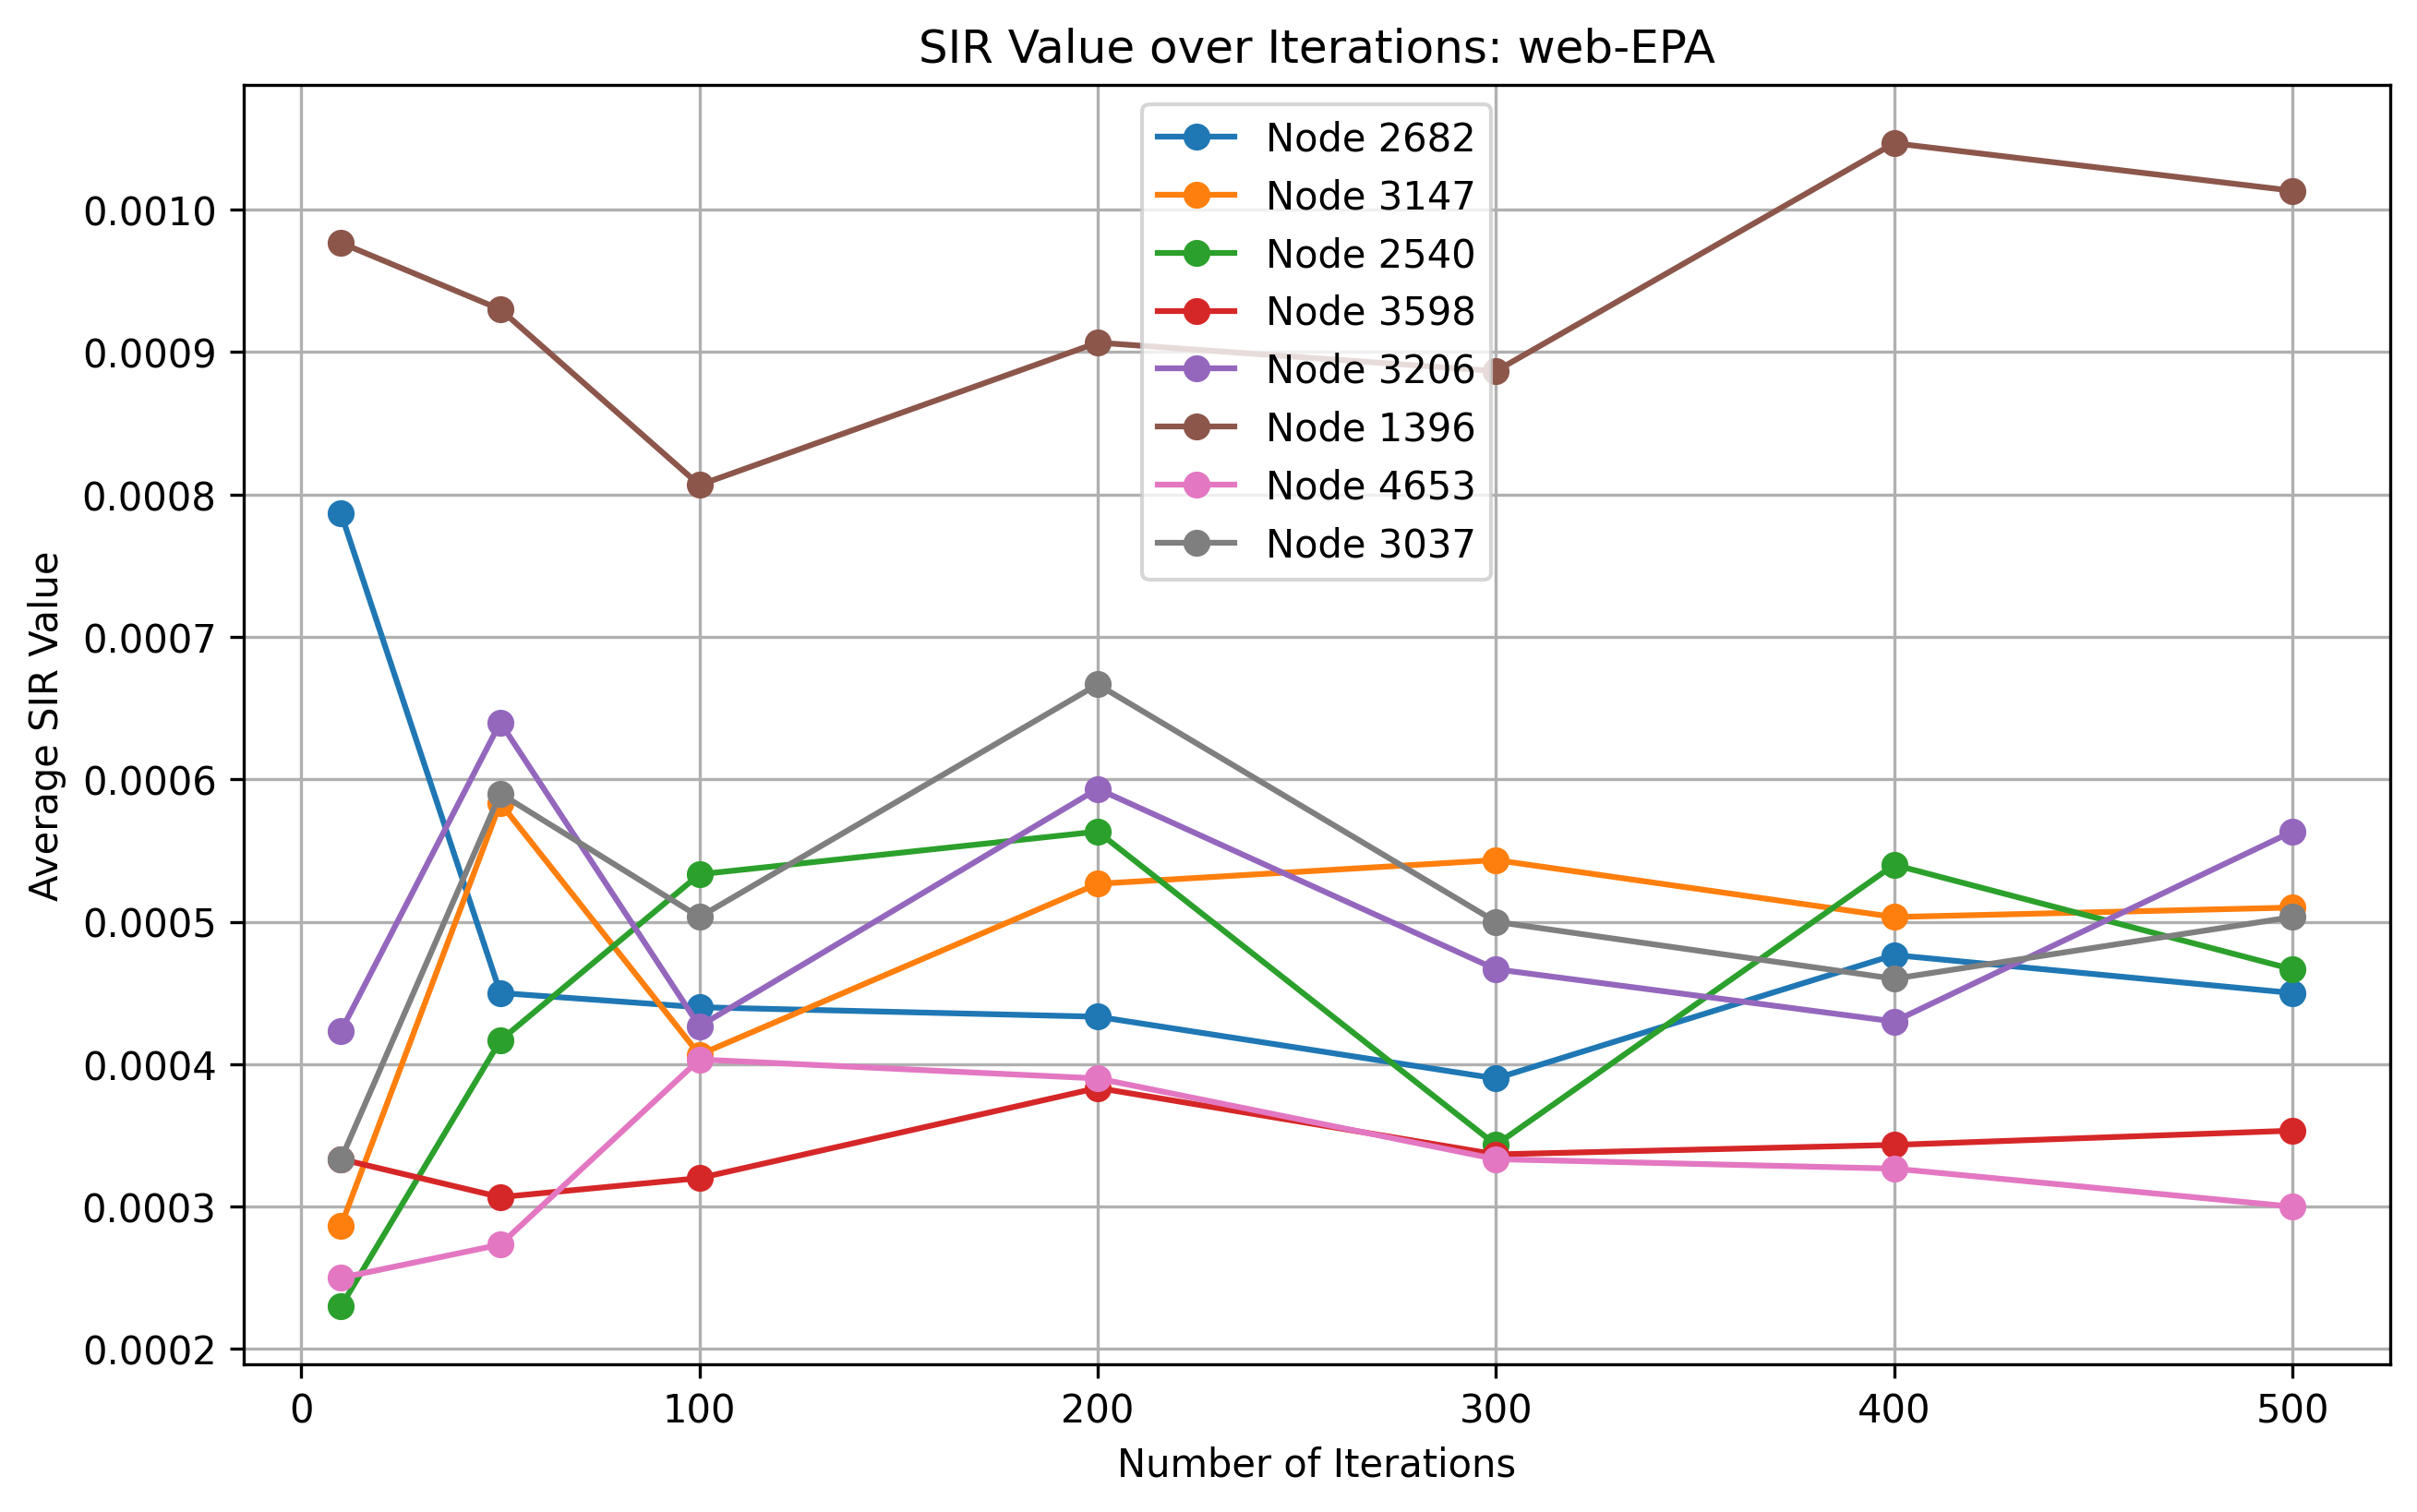 SIR Value over Iterations: web-EPA
Node 2682
Node 3147
Node 2540
Node 3598
Node 3206
Node 1396
Node 4653
Node 3037
Average SIR Value
0.0010
0.0009
0.0008
0.0007
0.0006
0.0005
0.0004
0.0003
0.0002
0 100 200 300 400 500
Number of Iterations